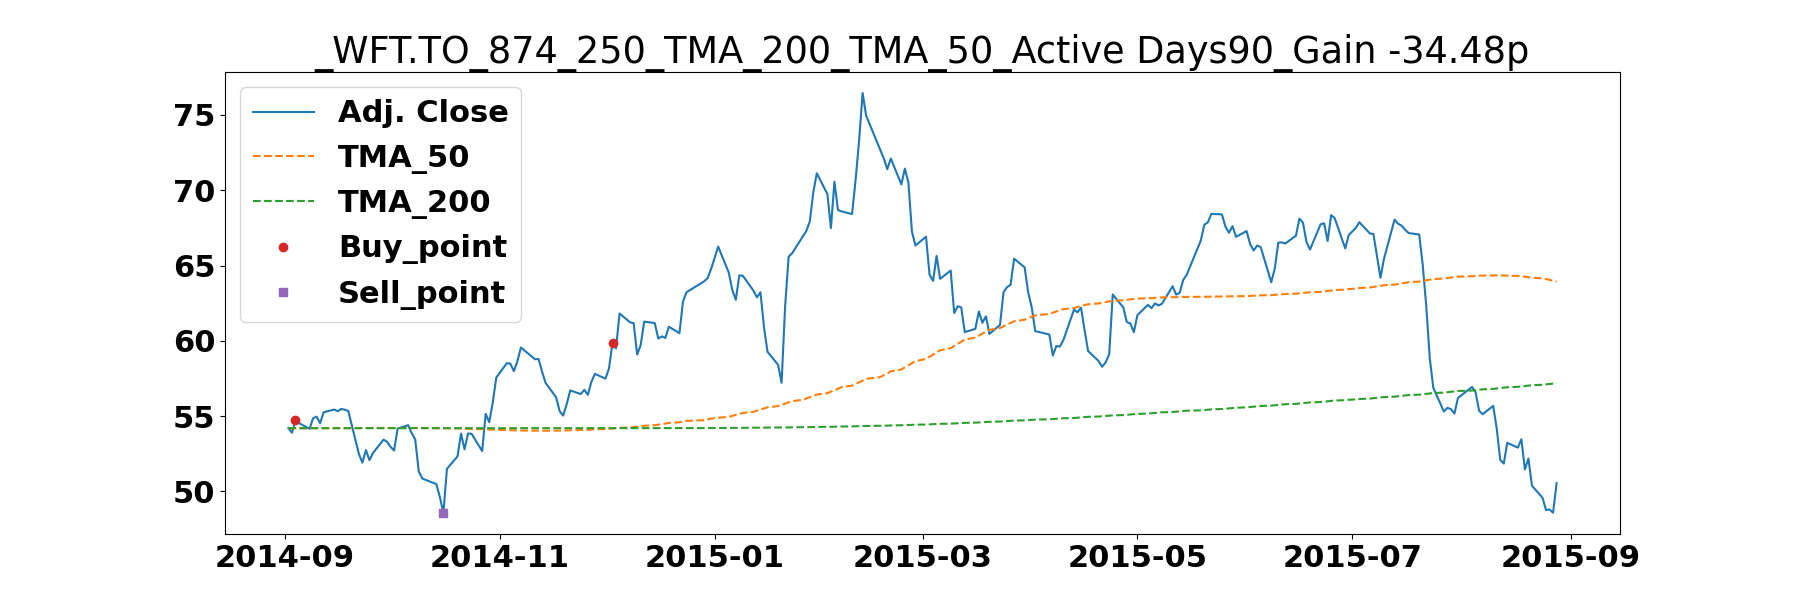 _WFT.TO_874_250_TMA_200_TMA_50_Active Days90_Gain -34.48p
Adj. Close
TMA_50
TMA_200
Buy_point
Sell_point
75
70
65
60
55
50
2014-09 2014-11 2015-01 2015-03 2015-05 2015-07 2015-09